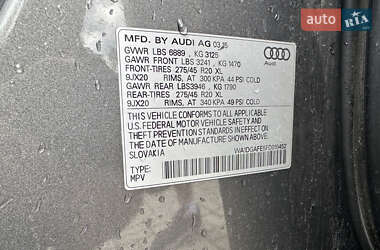 AUTO RIA.com
MFD. BY AUDI AG 03.15
GVWR LBS 6889 , KG 3125
GAWR FRONT LBS 3241 , KG 1470
FRONT-TIRES 275/45 R20 XL
9JX20 RIMS, AT 300 KPA 44 PSI COLD
GAWR REAR LBS3946 , KG 1790
REAR-TIRES 275/45 R20 XL
9JX20 RIMS, AT 340 KPA 49 PSI COLD
THIS VEHICLE CONFORMS TO ALL APPLICABLE
U.S. FEDERAL MOTOR VEHICLE SAFETY AND
THEFT PREVENTION STANDARDS IN EFFECT ON
THE DATE OF MANUFACTURE SHOWN ABOVE.
SLOVAKIA
TYPE:
MPV
Audi